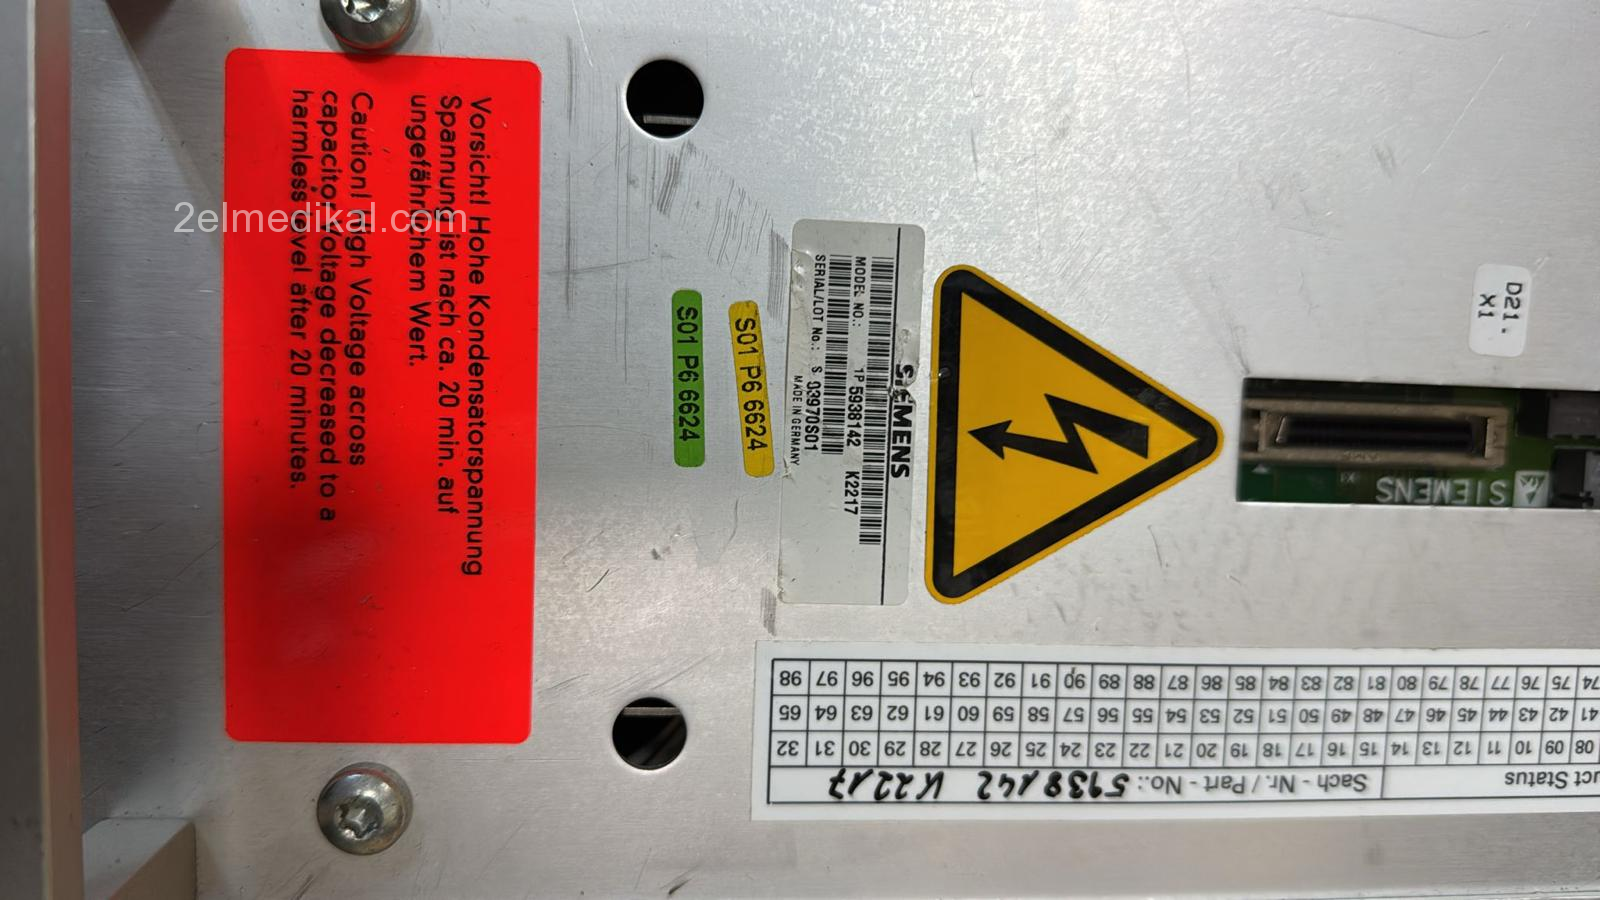 Vorsicht! Hohe Kondensatorspannung
Spannung ist nach ca. 20 min. auf
ungefährlichem Wert.
Caution! High Voltage across
capacitor. Voltage decreased to a
harmless level after 20 minutes.
2elmedikal.com
S01 P6 6624
S01 P6 6624
SIEMENS
MODEL NO.: 1P 5938142 K2217
SERIAL/LOT No.: S 03970S01
MADE IN GERMANY
D21.
X1
SIEMENS
X1
AMP
uct Status Sach - Nr. / Part - No.: 5938142 K2217
08 09 10 11 12 13 14 15 16 17 18 19 20 21 22 23 24 25 26 27 28 29 30 31 32
41 42 43 44 45 46 47 48 49 50 51 52 53 54 55 56 57 58 59 60 61 62 63 64 65
74 75 76 77 78 79 80 81 82 83 84 85 86 87 88 89 90 91 92 93 94 95 96 97 98